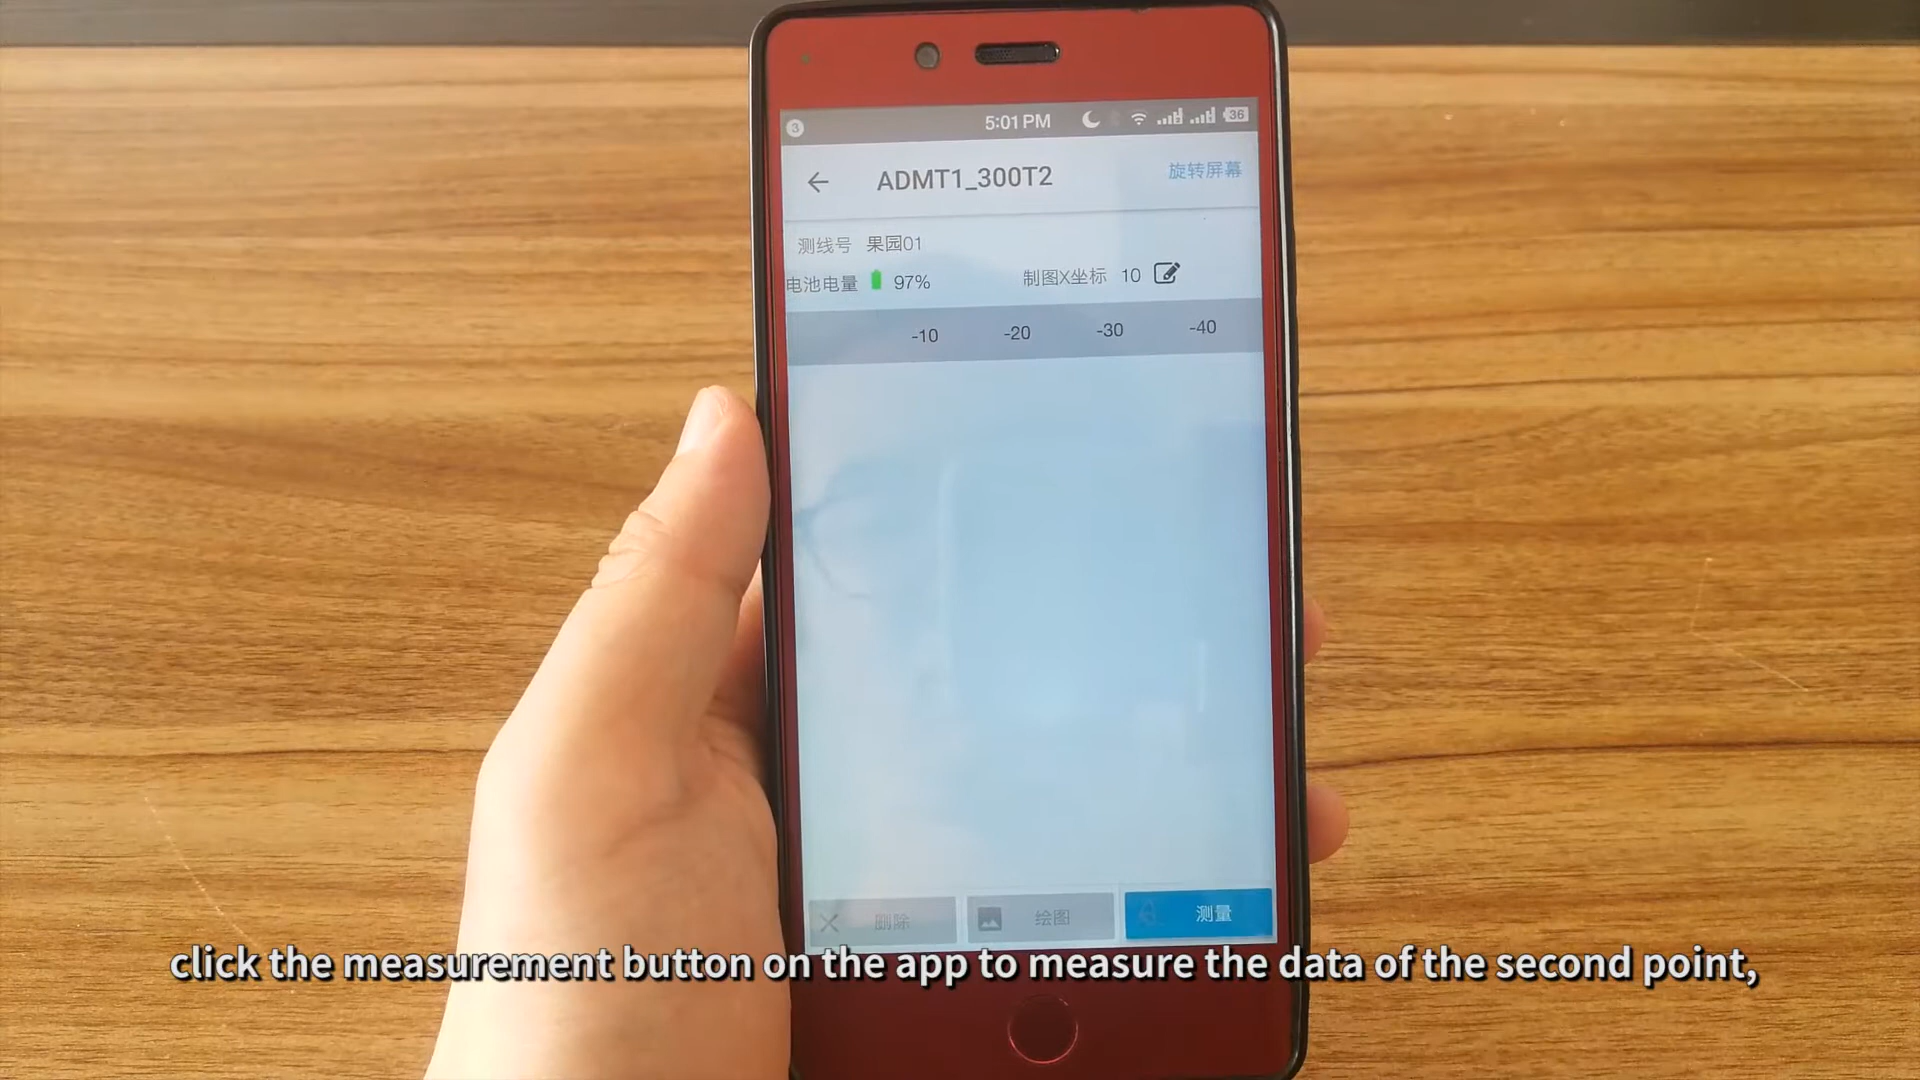 3 5:01 PM 36
ADMT1_300T2 旋转屏幕
测线号 果园01
电池电量 97% 制图X坐标 10
-10 -20 -30 -40
删除 绘图 测量
click the measurement button on the app to measure the data of the second point,